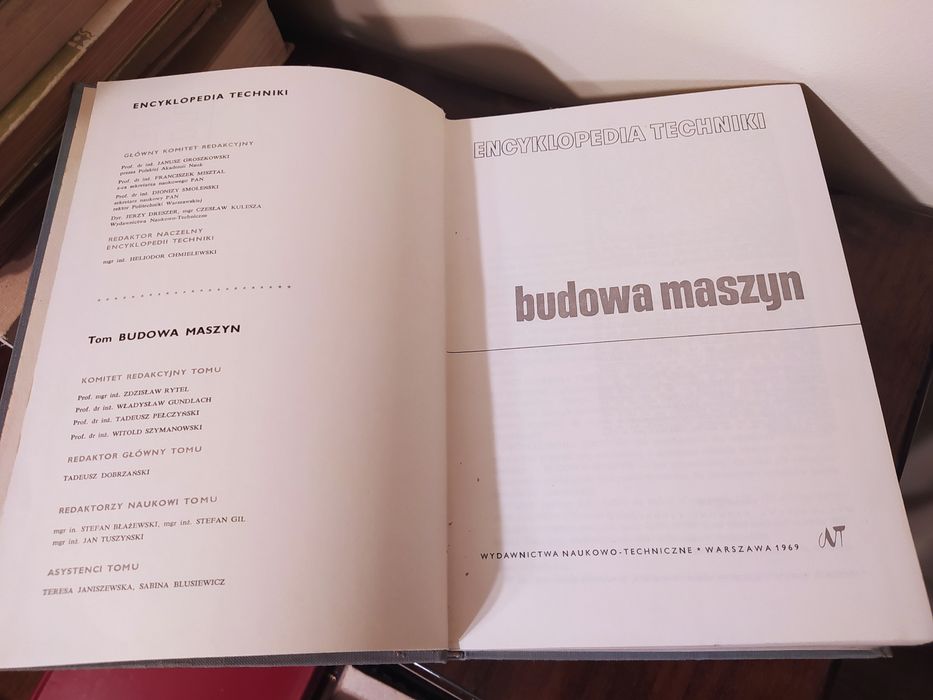 ENCYKLOPEDIA TECHNIKI
GŁÓWNY KOMITET REDAKCYJNY
Prof. dr inż. JANUSZ GROSZKOWSKI
prezes Polskiej Akademii Nauk
Prof. dr inż. FRANCISZEK MISZTAL
z-ca sekretarza naukowego PAN
Prof. dr inż. DIONIZY SMOLEŃSKI
sekretarz naukowy PAN
rektor Politechniki Warszawskiej
Dyr. JERZY DRESZER, mgr CZESŁAW KULESZA
Wydawnictwa Naukowo-Techniczne
REDAKTOR NACZELNY
ENCYKLOPEDII TECHNIKI
mgr inż. HELIODOR CHMIELEWSKI
Tom BUDOWA MASZYN
KOMITET REDAKCYJNY TOMU
Prof. mgr inż. ZDZISŁAW RYTEL
Prof. dr inż. WŁADYSŁAW GUNDLACH
Prof. dr inż. TADEUSZ PEŁCZYŃSKI
Prof. dr inż. WITOLD SZYMANOWSKI
REDAKTOR GŁÓWNY TOMU
TADEUSZ DOBRZAŃSKI
REDAKTORZY NAUKOWI TOMU
mgr in. STEFAN BŁAŻEWSKI, mgr inż. STEFAN GIL
mgr inż. JAN TUSZYŃSKI
ASYSTENCI TOMU
TERESA JANISZEWSKA, SABINA BLUSIEWICZ
ENCYKLOPEDIA TECHNIKI
budowa maszyn
WYDAWNICTWA NAUKOWO-TECHNICZNE * WARSZAWA 1969
WNT